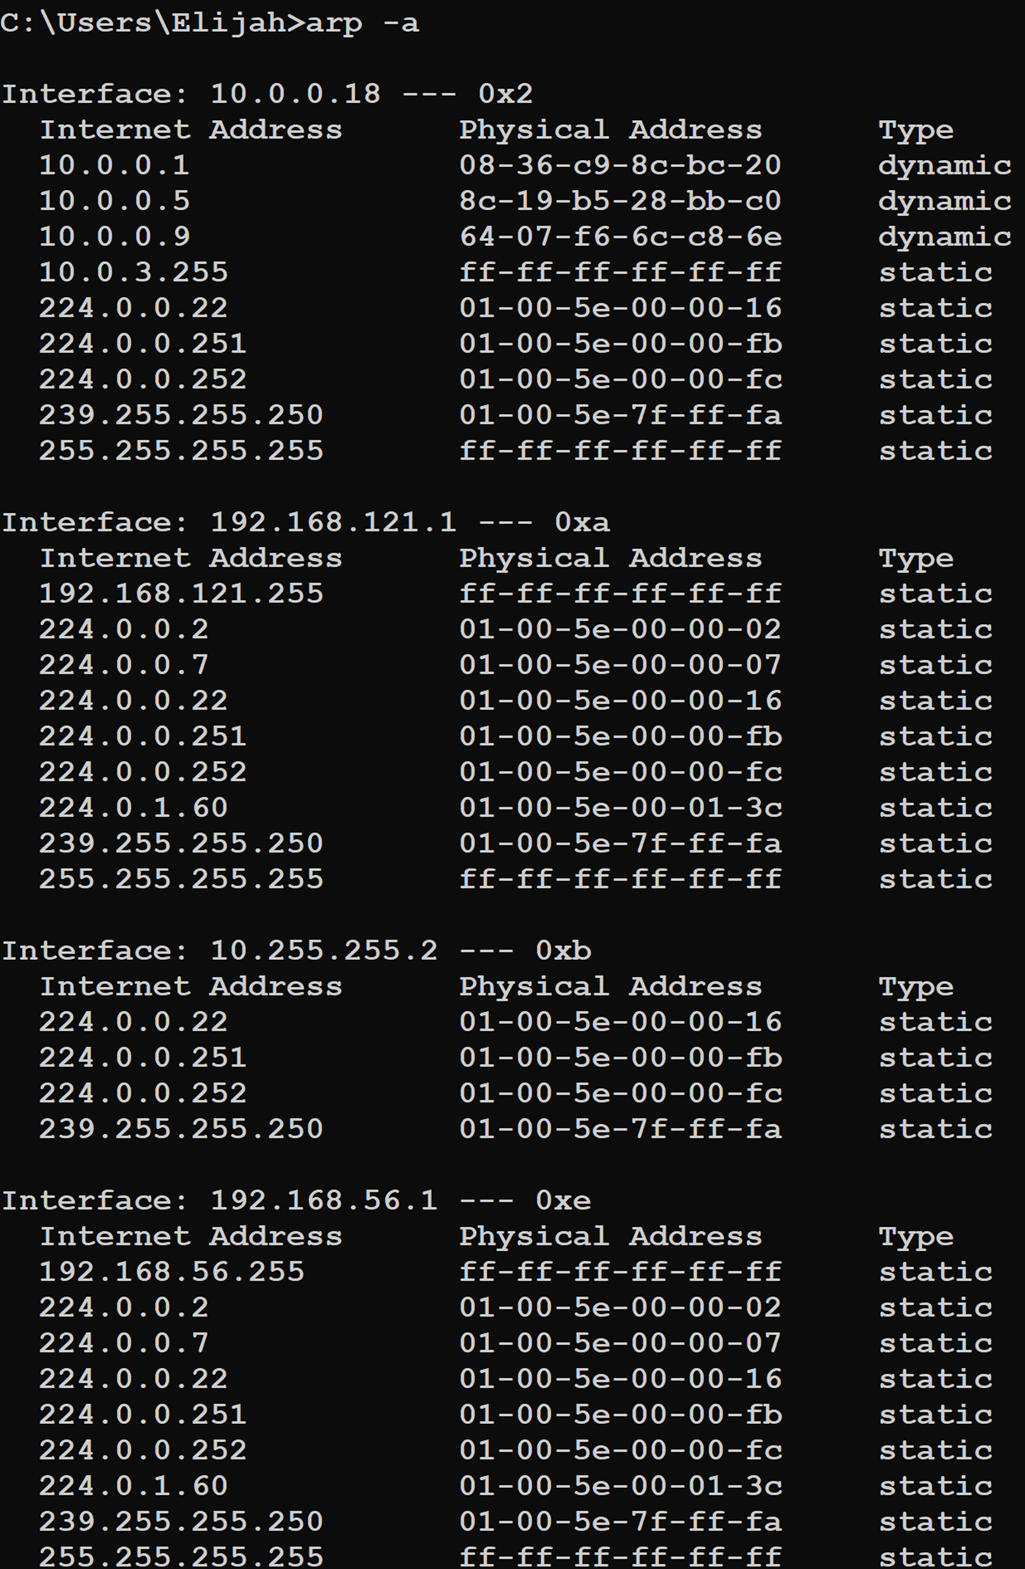 C:\Users\Elijah>arp -a
Interface: 10.0.0.18 --- 0x2
Internet Address Physical Address Type
10.0.0.1 08-36-c9-8c-bc-20 dynamic
10.0.0.5 8c-19-b5-28-bb-c0 dynamic
10.0.0.9 64-07-f6-6c-c8-6e dynamic
10.0.3.255 ff-ff-ff-ff-ff-ff static
224.0.0.22 01-00-5e-00-00-16 static
224.0.0.251 01-00-5e-00-00-fb static
224.0.0.252 01-00-5e-00-00-fc static
239.255.255.250 01-00-5e-7f-ff-fa static
255.255.255.255 ff-ff-ff-ff-ff-ff static
Interface: 192.168.121.1 --- 0xa
Internet Address Physical Address Type
192.168.121.255 ff-ff-ff-ff-ff-ff static
224.0.0.2 01-00-5e-00-00-02 static
224.0.0.7 01-00-5e-00-00-07 static
224.0.0.22 01-00-5e-00-00-16 static
224.0.0.251 01-00-5e-00-00-fb static
224.0.0.252 01-00-5e-00-00-fc static
224.0.1.60 01-00-5e-00-01-3c static
239.255.255.250 01-00-5e-7f-ff-fa static
255.255.255.255 ff-ff-ff-ff-ff-ff static
Interface: 10.255.255.2 --- 0xb
Internet Address Physical Address Type
224.0.0.22 01-00-5e-00-00-16 static
224.0.0.251 01-00-5e-00-00-fb static
224.0.0.252 01-00-5e-00-00-fc static
239.255.255.250 01-00-5e-7f-ff-fa static
Interface: 192.168.56.1 --- 0xe
Internet Address Physical Address Type
192.168.56.255 ff-ff-ff-ff-ff-ff static
224.0.0.2 01-00-5e-00-00-02 static
224.0.0.7 01-00-5e-00-00-07 static
224.0.0.22 01-00-5e-00-00-16 static
224.0.0.251 01-00-5e-00-00-fb static
224.0.0.252 01-00-5e-00-00-fc static
224.0.1.60 01-00-5e-00-01-3c static
239.255.255.250 01-00-5e-7f-ff-fa static
255.255.255.255 ff-ff-ff-ff-ff-ff static